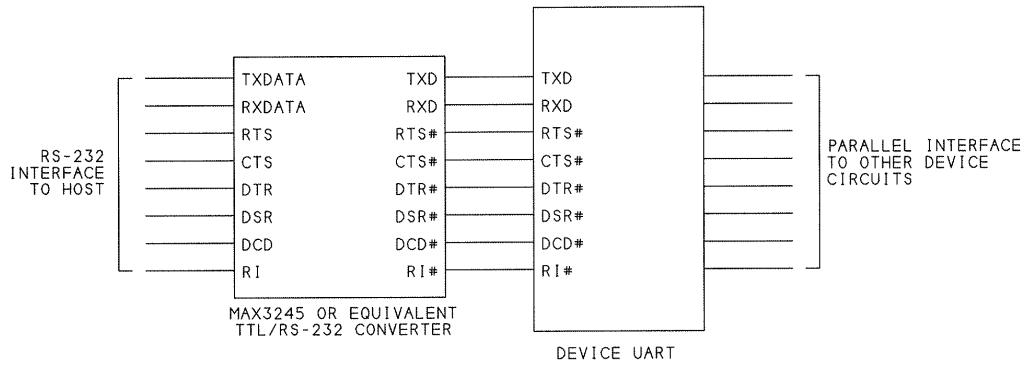 RS-232
INTERFACE
TO HOST
TXDATA TXD
RXDATA RXD
RTS RTS#
CTS CTS#
DTR DTR#
DSR DSR#
DCD DCD#
RI RI#
MAX3245 OR EQUIVALENT
TTL/RS-232 CONVERTER
TXD
RXD
RTS#
CTS#
DTR#
DSR#
DCD#
RI#
DEVICE UART
PARALLEL INTERFACE
TO OTHER DEVICE
CIRCUITS